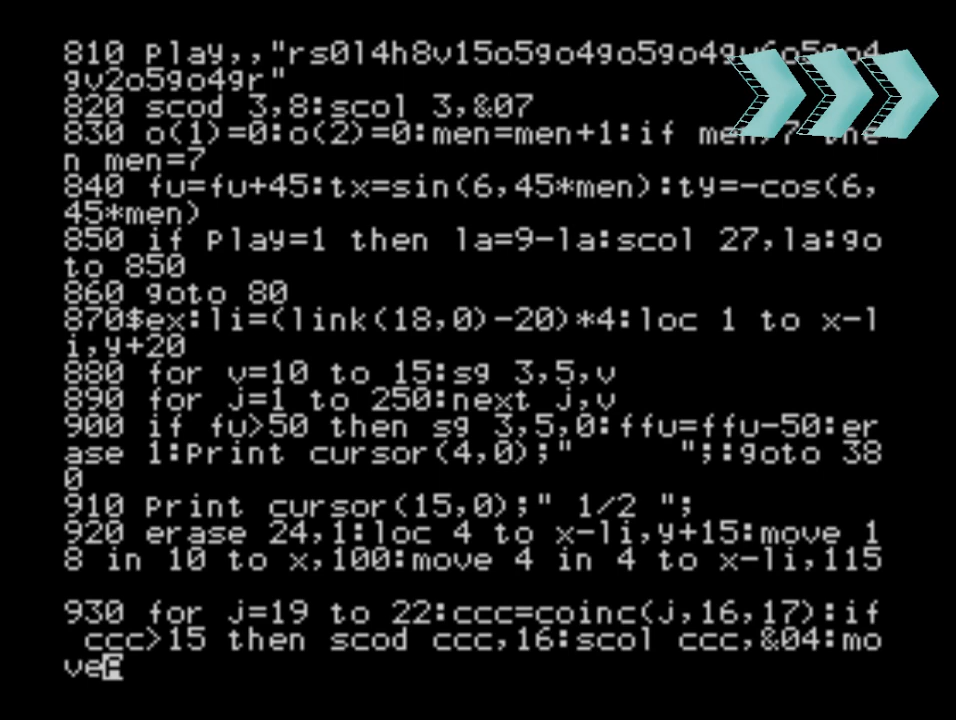 810 play,,"rs0l4h8v15o5go4go5go4gv6o5go4
gv2o5go4gr"
820 scod 3,8:scol 3,&07
830 o(1)=0:o(2)=0:men=men+1:if men>7 the
n men=7
840 fu=fu+45:tx=sin(6,45*men):ty=-cos(6,
45*men)
850 if play=1 then la=9-la:scol 27,la:go
to 850
860 goto 80
870$ex:li=(link(18,0)-20)*4:loc 1 to x-l
i,y+20
880 for v=10 to 15:sg 3,5,v
890 for j=1 to 250:next j,v
900 if fu>50 then sg 3,5,0:ffu=ffu-50:er
ase 1:print cursor(4,0);"      ";:goto 38
0
910 print cursor(15,0);" 1/2 ";
920 erase 24,1:loc 4 to x-li,y+15:move 1
8 in 10 to x,100:move 4 in 4 to x-li,115
930 for j=19 to 22:ccc=coinc(j,16,17):if
 ccc>15 then scod ccc,16:scol ccc,&04:mo
ve